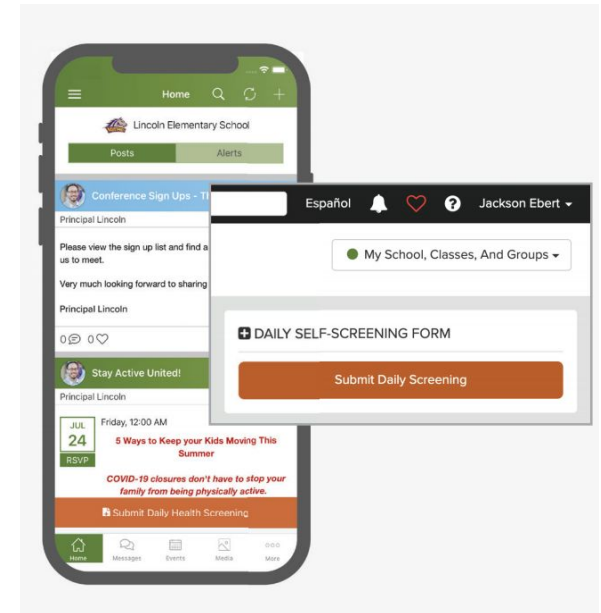 Home
Lincoln Elementary School
Posts Alerts
Conference Sign Ups - Th
Principal Lincoln
Please view the sign up list and find a
us to meet.
Very much looking forward to sharing
Principal Lincoln
0 0
Stay Active United!
Principal Lincoln
JUL
24
RSVP
Friday, 12:00 AM
5 Ways to Keep your Kids Moving This
Summer
COVID-19 closures don't have to stop your
family from being physically active.
Submit Daily Health Screening
Home Messages Events Media More
Español ? Jackson Ebert
My School, Classes, And Groups
DAILY SELF-SCREENING FORM
Submit Daily Screening